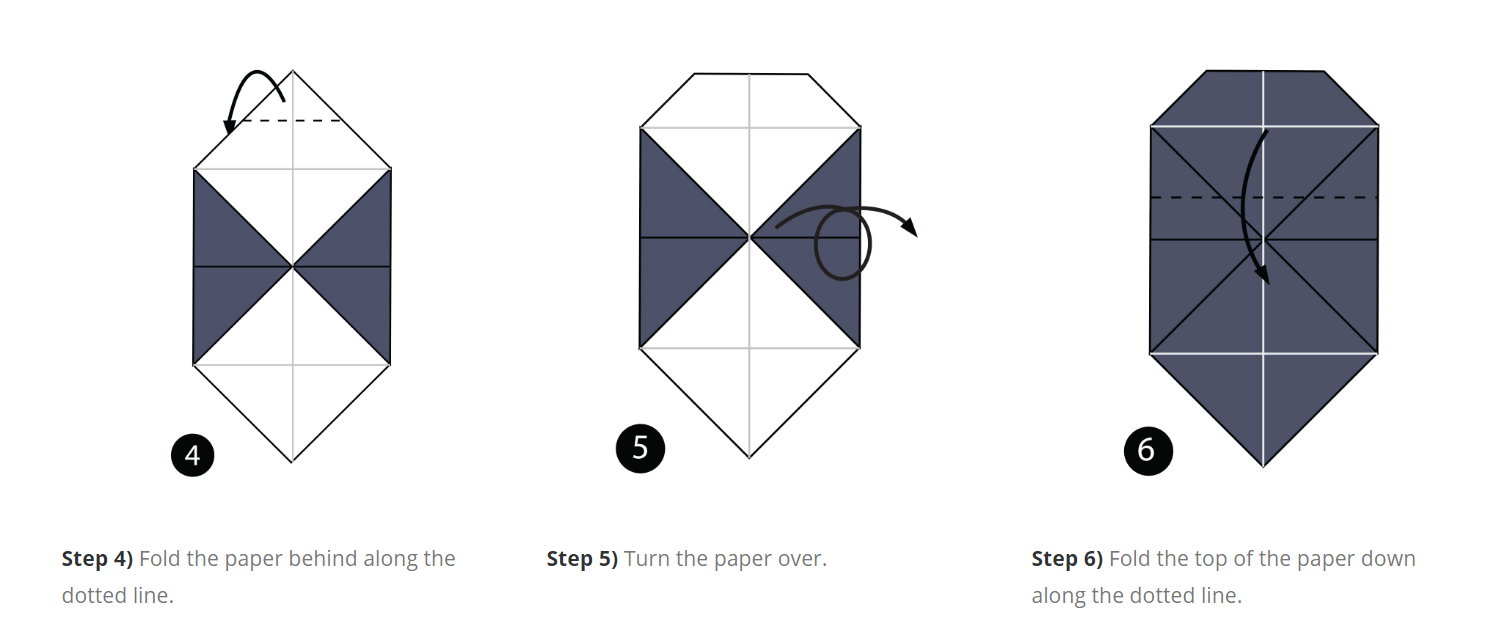 4
5
6
Step 4) Fold the paper behind along the
dotted line.
Step 5) Turn the paper over.
Step 6) Fold the top of the paper down
along the dotted line.